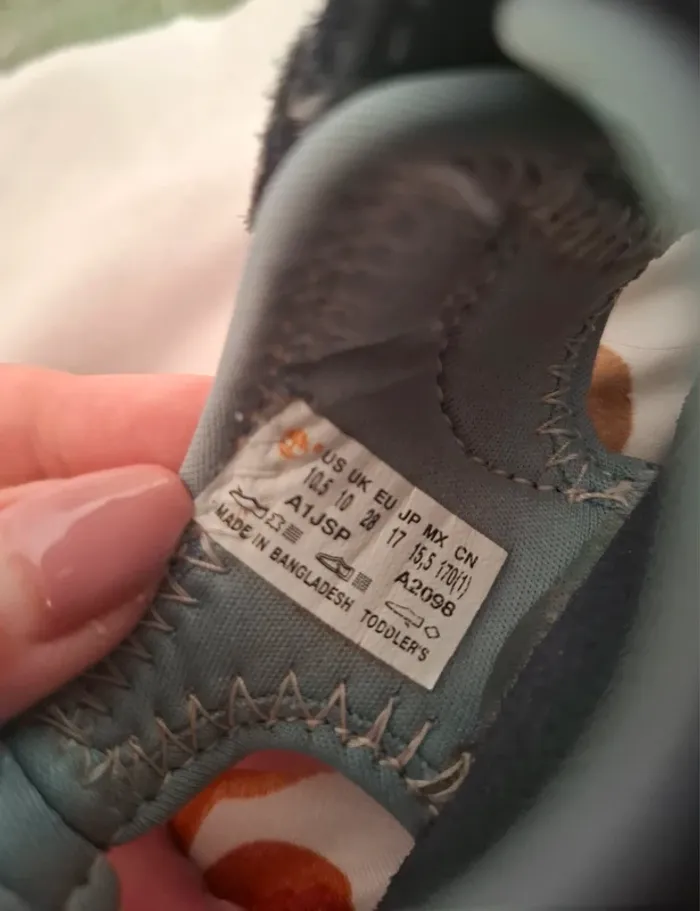 US UK EU JP MX CN
10.5 10 28 17 15,5 170(1)
A1JSP A2098
MADE IN BANGLADESH TODDLER'S